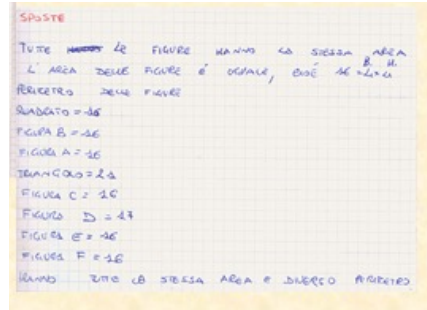 SPOSTE
TUTTE LE FIGURE HANNO LA STESSA AREA
B. H.
L' AREA DELLE FIGURE É UGUALE, CIOÉ 16 = 4 x 4
PERIMETRO DELLE FIGURE
QUADRATO = 16
FIGURA B = 16
FIGURA A = 16
TRIANGOLO = 21
FIGURA C = 16
FIGURA D = 17
FIGURA E = 16
FIGURA F = 16
HANNO TUTTE LA STESSA AREA E DIVERSO PERIMETRO